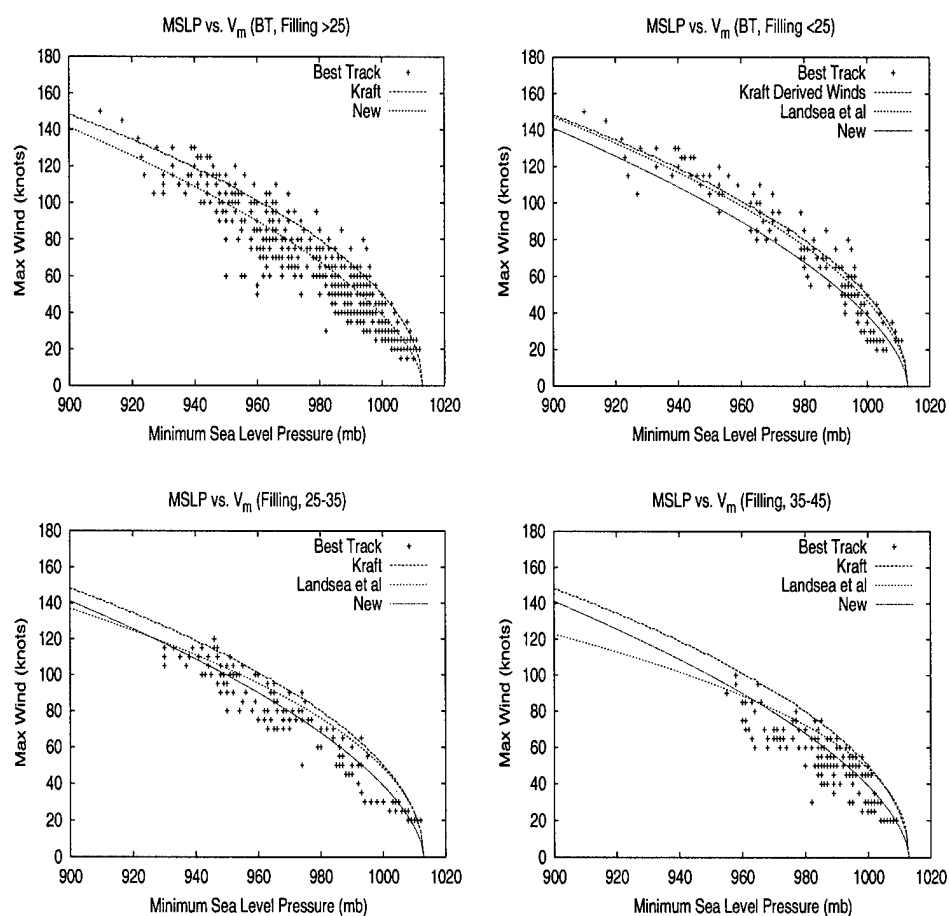 MSLP vs. Vm (BT, Filling >25)
180
160
140
120
100
80
60
40
20
0
Max Wind (knots)
Best Track
Kraft
New
900 920 940 960 980 1000 1020
Minimum Sea Level Pressure (mb)
MSLP vs. Vm (BT, Filling <25)
180
160
140
120
100
80
60
40
20
0
Max Wind (knots)
Best Track
Kraft Derived Winds
Landsea et al
New
900 920 940 960 980 1000 1020
Minimum Sea Level Pressure (mb)
MSLP vs. Vm (Filling, 25-35)
180
160
140
120
100
80
60
40
20
0
Max Wind (knots)
Best Track
Kraft
Landsea et al
New
900 920 940 960 980 1000 1020
Minimum Sea Level Pressure (mb)
MSLP vs. Vm (Filling, 35-45)
180
160
140
120
100
80
60
40
20
0
Max Wind (knots)
Best Track
Kraft
Landsea et al
New
900 920 940 960 980 1000 1020
Minimum Sea Level Pressure (mb)